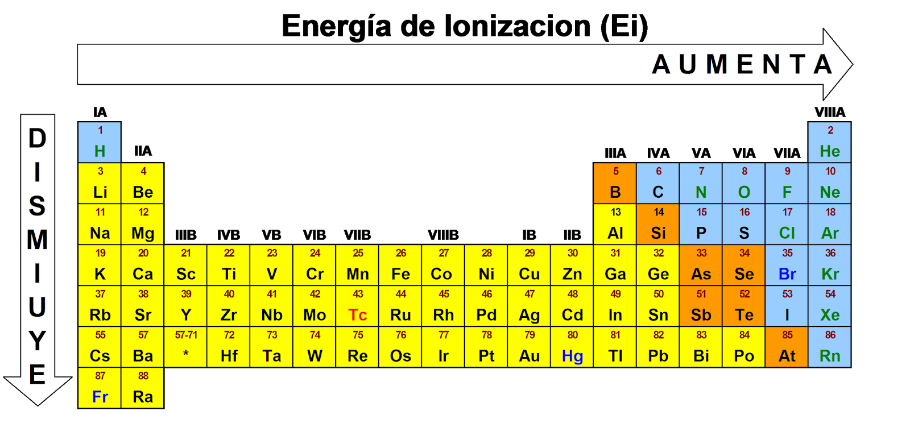 Energía de Ionizacion (Ei)
A U M E N T A
D
I
S
M
I
U
Y
E
IA VIIIA
1 2
H IIA IIIA IVA VA VIA VIIA He
3 4 5 6 7 8 9 10
Li Be B C N O F Ne
11 12 13 14 15 16 17 18
Na Mg IIIB IVB VB VIB VIIB VIIIB IB IIB Al Si P S Cl Ar
19 20 21 22 23 24 25 26 27 28 29 30 31 32 33 34 35 36
K Ca Sc Ti V Cr Mn Fe Co Ni Cu Zn Ga Ge As Se Br Kr
37 38 39 40 41 42 43 44 45 46 47 48 49 50 51 52 53 54
Rb Sr Y Zr Nb Mo Tc Ru Rh Pd Ag Cd In Sn Sb Te I Xe
55 57 57-71 72 73 74 75 76 77 78 79 80 81 82 83 84 85 86
Cs Ba * Hf Ta W Re Os Ir Pt Au Hg Tl Pb Bi Po At Rn
87 88
Fr Ra